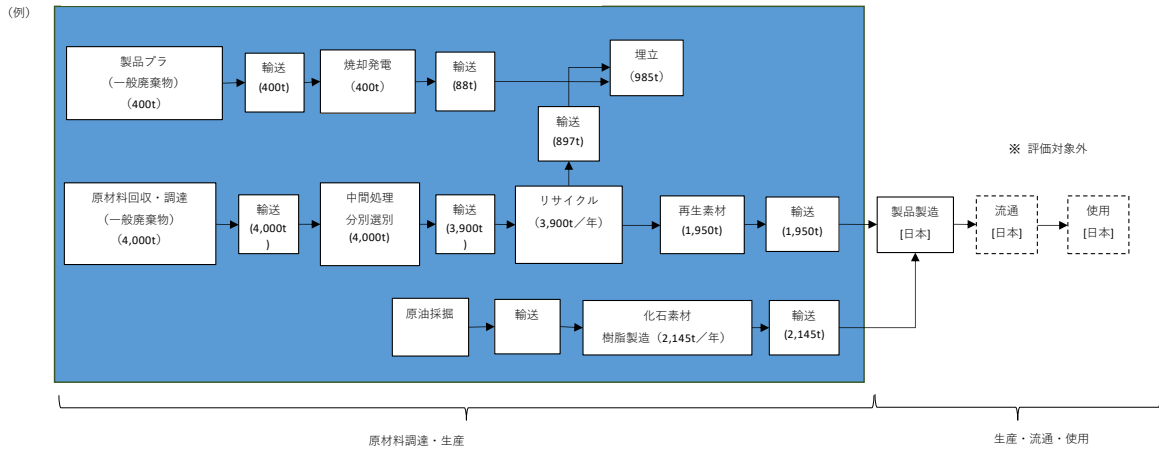 （例）
製品プラ
（一般廃棄物）
（400t）
輸送
(400t)
焼却発電
（400t）
輸送
(88t)
埋立
（985t）
輸送
(897t)
※ 評価対象外
原材料回収・調達
（一般廃棄物）
（4,000t）
輸送
(4,000t
)
中間処理
分別選別
(4,000t)
輸送
(3,900t
)
リサイクル
（3,900t／年）
再生素材
(1,950t)
輸送
(1,950t)
製品製造
[日本]
流通
[日本]
使用
[日本]
原油採掘
輸送
化石素材
樹脂製造（2,145t／年）
輸送
(2,145t)
原材料調達・生産
生産・流通・使用